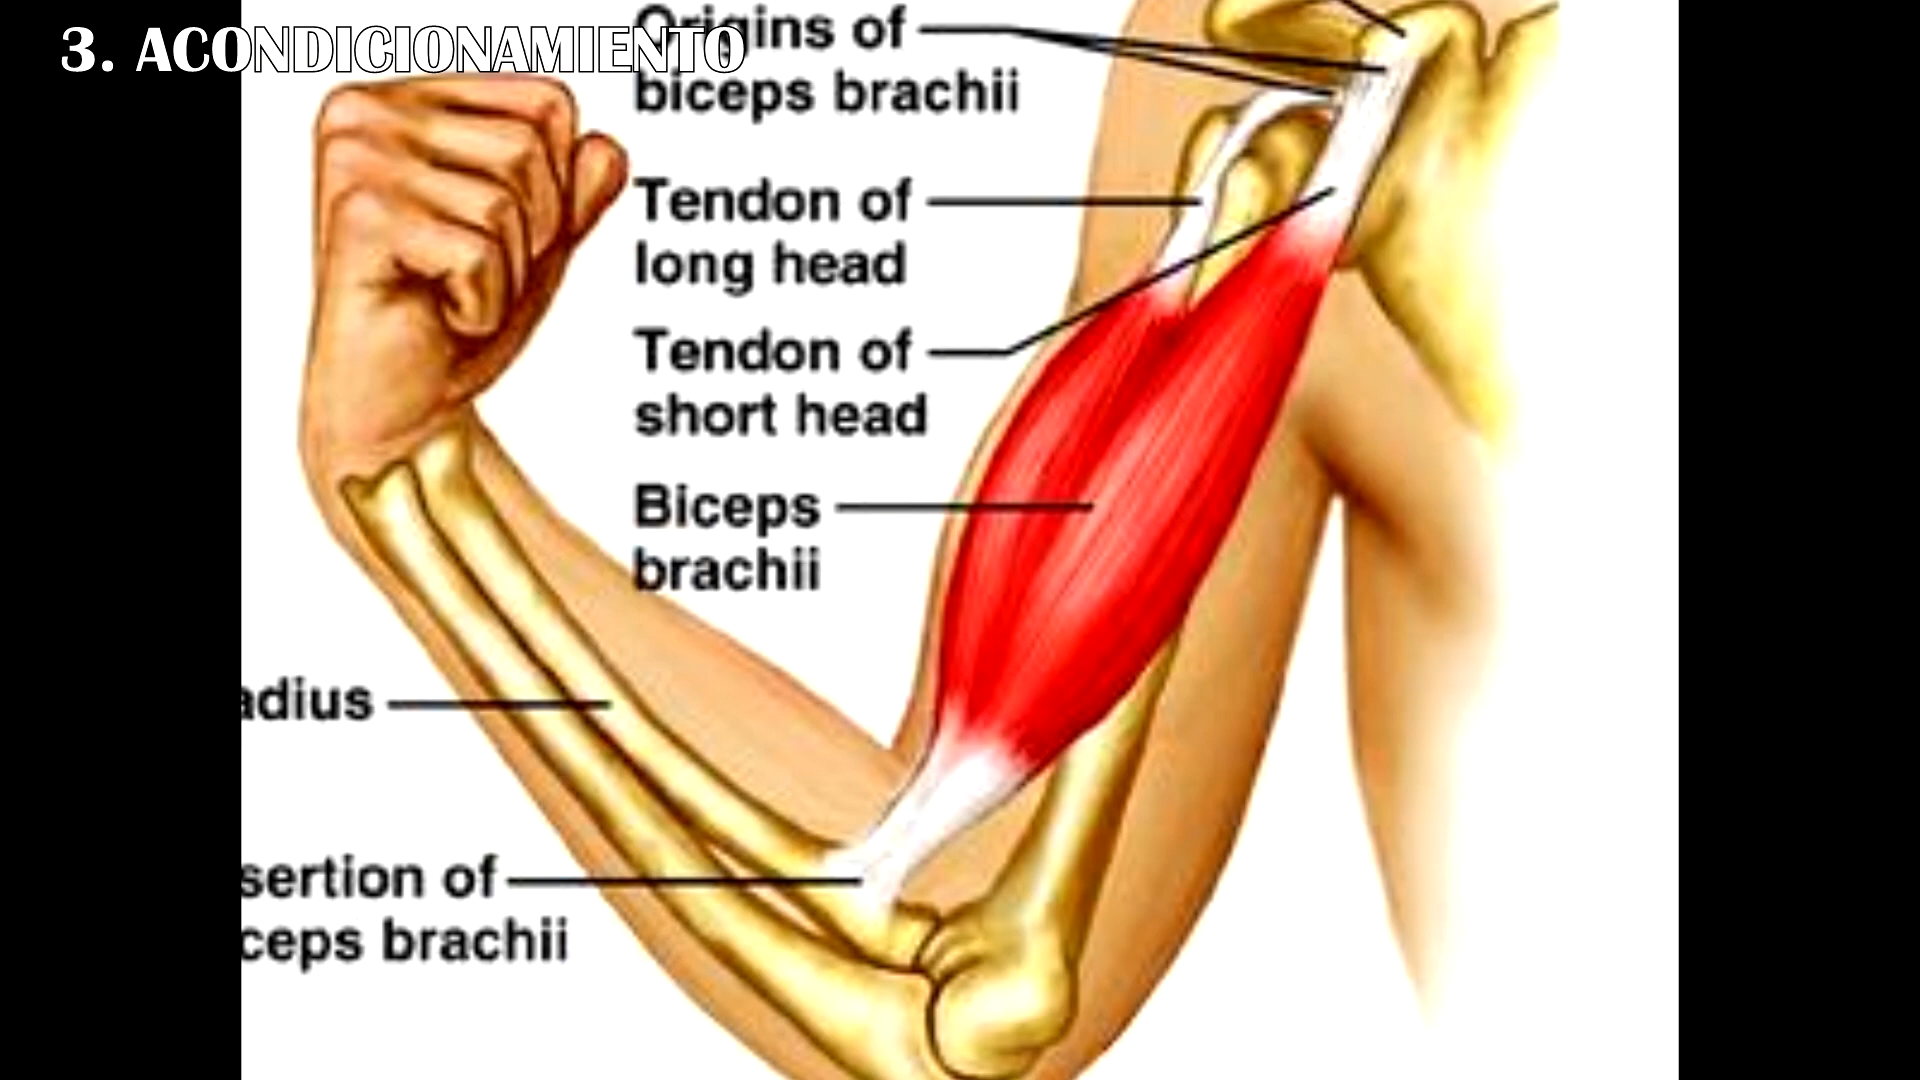 3. ACONDICIONAMIENTO
Origins of
biceps brachii
Tendon of
long head
Tendon of
short head
Biceps
brachii
adius
sertion of
ceps brachii